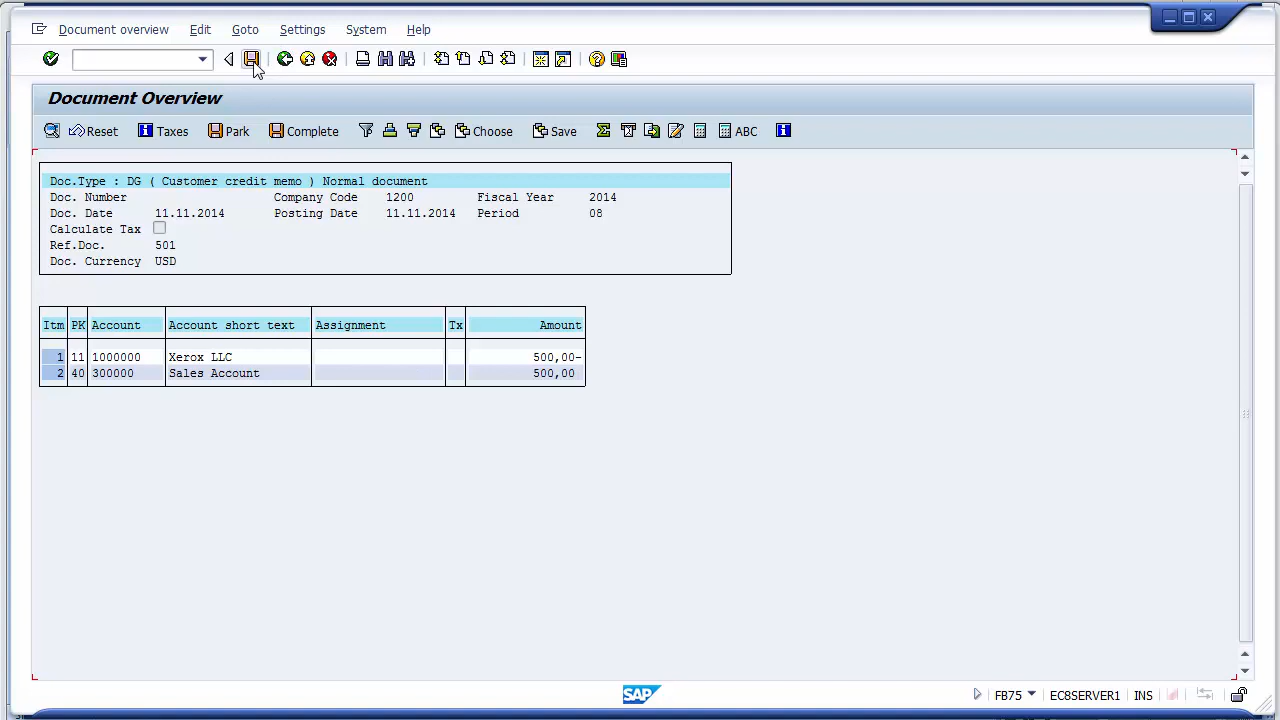 Document overview Edit Goto Settings System Help
Document Overview
Reset Taxes Park Complete Choose Save ABC
Doc.Type : DG ( Customer credit memo ) Normal document
Doc. Number Company Code 1200 Fiscal Year 2014
Doc. Date 11.11.2014 Posting Date 11.11.2014 Period 08
Calculate Tax
Ref.Doc. 501
Doc. Currency USD
Itm PK Account Account short text Assignment Tx Amount
1 11 1000000 Xerox LLC 500,00-
2 40 300000 Sales Account 500,00
SAP FB75 EC8SERVER1 INS